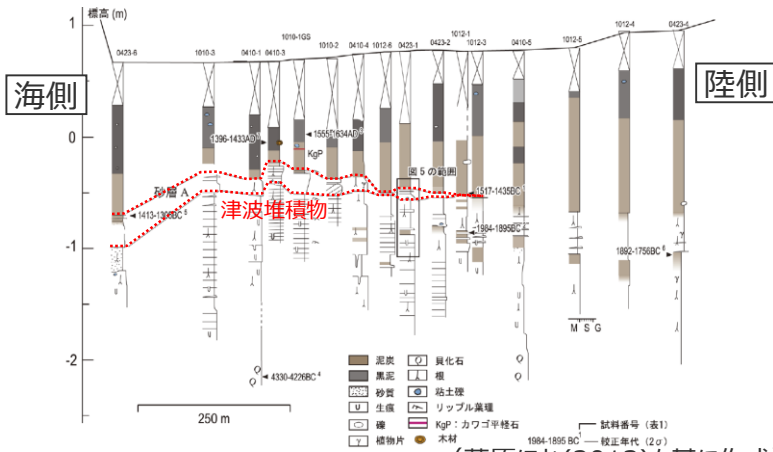 標高 (m)
1
0
-1
-2
海側
陸側
0423-6
1010-3
0410-1
0410-3
1010-1GS
1010-2
0410-4
1012-6
0423-1
0423-2
1012-1
1012-3
0410-5
1012-5
1012-4
0423-4
1396-1433AD
1555-1634AD
KgP
図5の範囲
砂層 A
津波堆積物
1517-1435BC
1984-1895BC
1892-1756BC 6
4330-4226BC 4
M S G
250 m
泥炭
黒泥
砂質
生痕
礫
植物片
貝化石
根
粘土礫
リップル葉理
KgP：カワゴ平軽石
木材
試料番号 (表1)
1984-1895 BC 1
較正年代 (2σ)